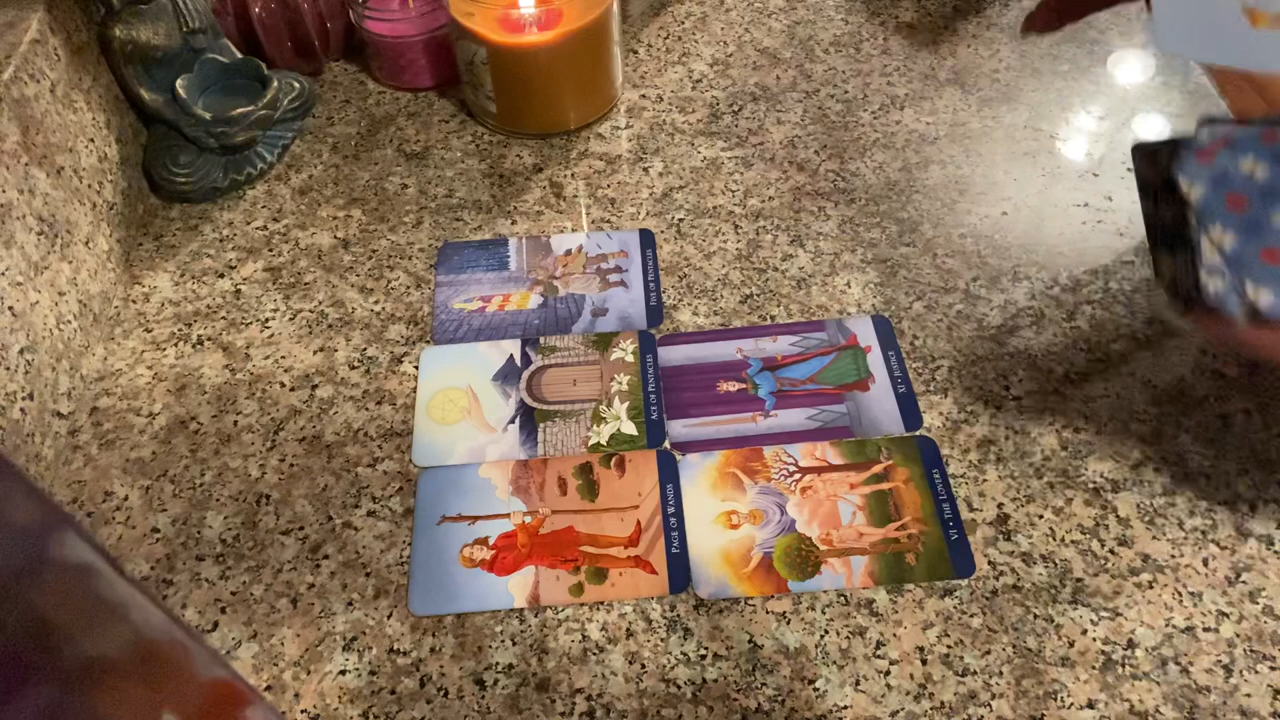 FIVE OF PENTACLES
ACE OF PENTACLES
XI • JUSTICE
PAGE OF WANDS
VI • THE LOVERS